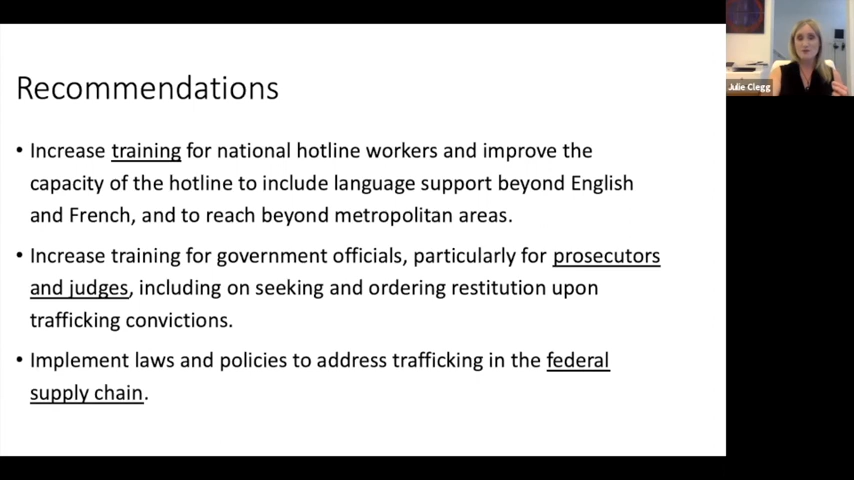 Recommendations
• Increase training for national hotline workers and improve the
capacity of the hotline to include language support beyond English
and French, and to reach beyond metropolitan areas.
• Increase training for government officials, particularly for prosecutors
and judges, including on seeking and ordering restitution upon
trafficking convictions.
• Implement laws and policies to address trafficking in the federal
supply chain.
Julie Clegg